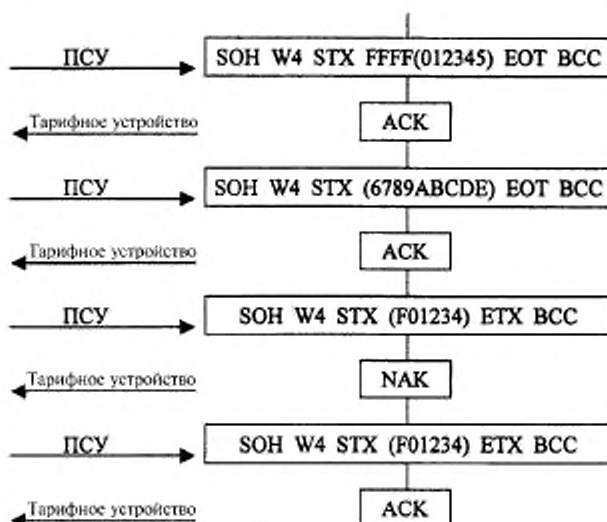 ПСУ SOH W4 STX FFFF(012345) EOT BCC
Тарифное устройство ACK
ПСУ SOH W4 STX (6789ABCDE) EOT BCC
Тарифное устройство ACK
ПСУ SOH W4 STX (F01234) ETX BCC
Тарифное устройство NAK
ПСУ SOH W4 STX (F01234) ETX BCC
Тарифное устройство ACK